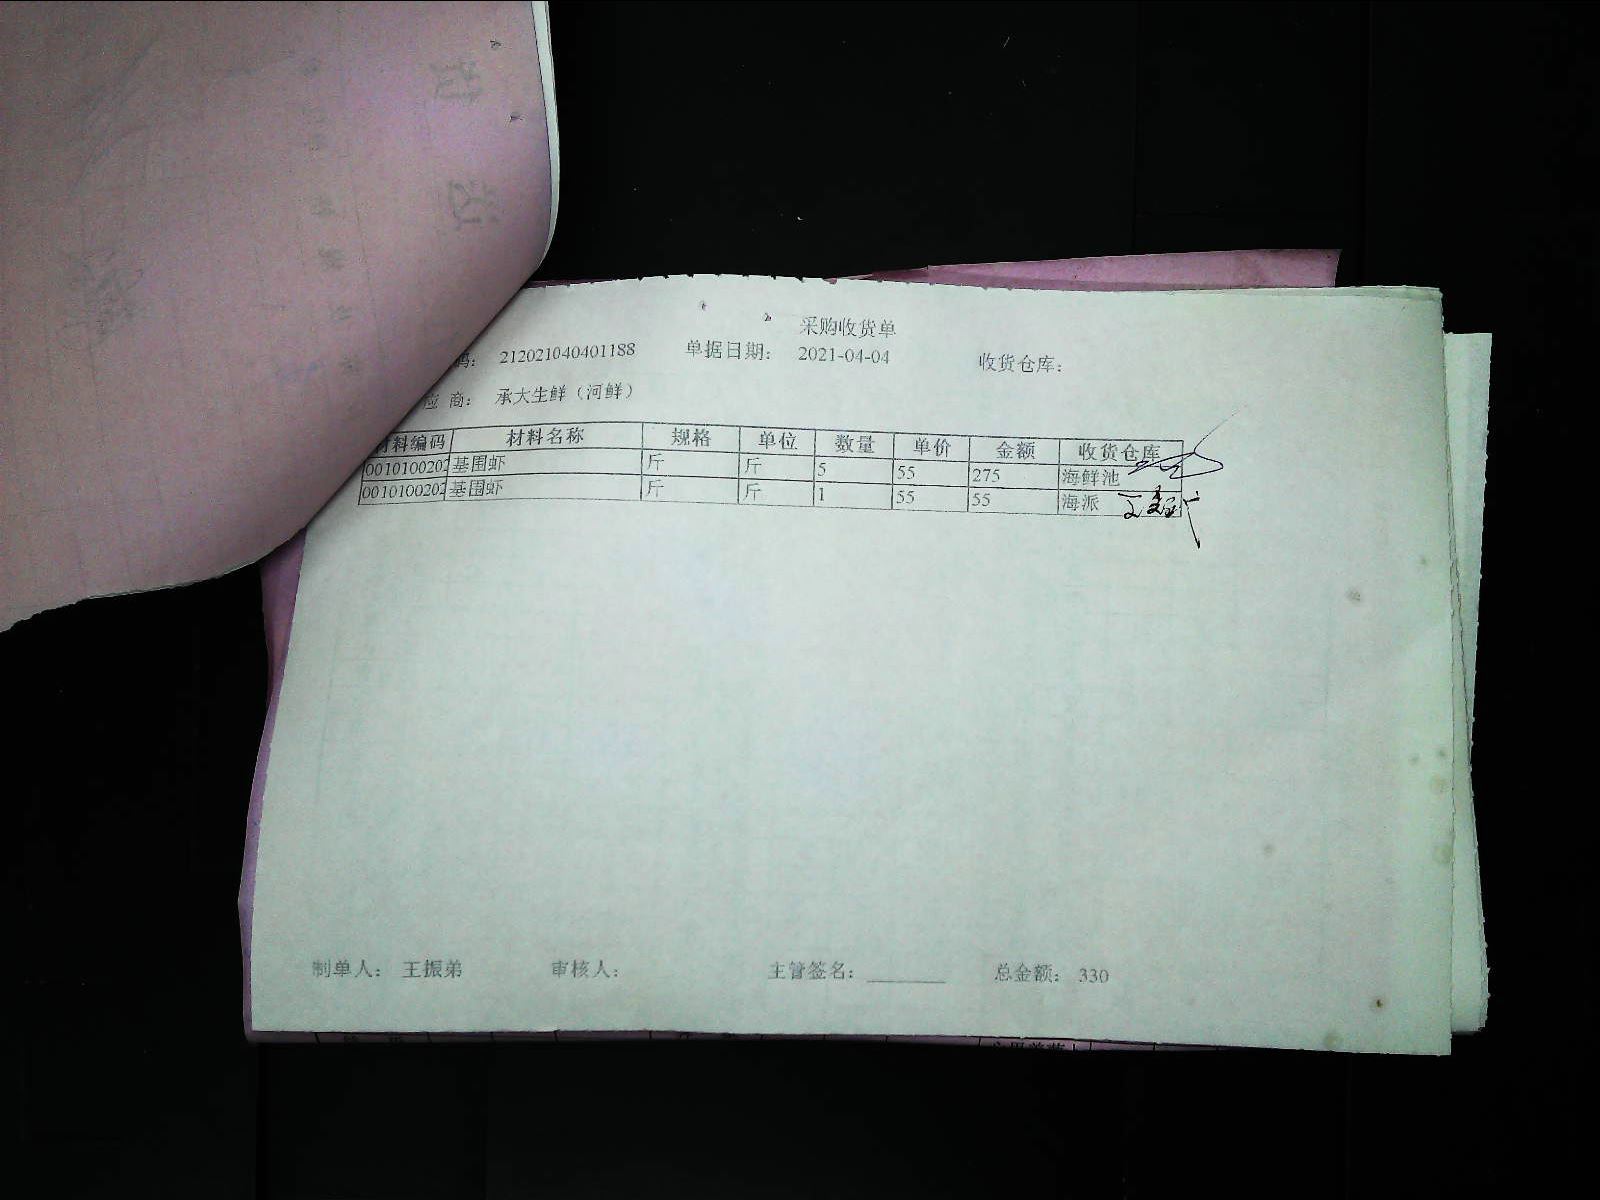 采购收货单
码： 212021040401188 单据日期： 2021-04-04 收货仓库：
应 商： 承大生鲜（河鲜）
材料编码 材料名称 规格 单位 数量 单价 金额 收货仓库
0010100202 基围虾 斤 斤 5 55 275 海鲜池
0010100202 基围虾 斤 斤 1 55 55 海派
制单人： 王振弟 审核人： 主管签名： 总金额： 330